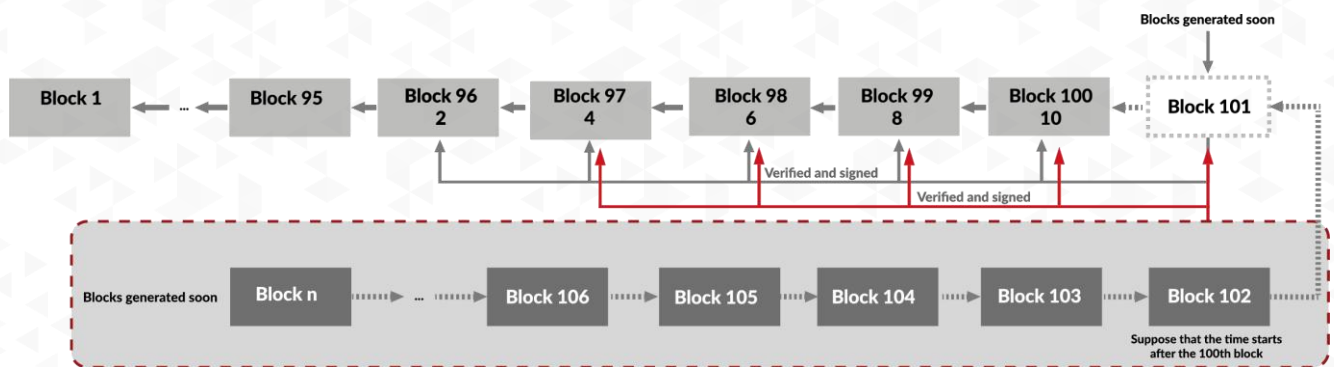 Blocks generated soon
Block 1
...
Block 95
Block 96
2
Block 97
4
Block 98
6
Block 99
8
Block 100
10
Block 101
Verified and signed
Verified and signed
Blocks generated soon
Block n
...
Block 106
Block 105
Block 104
Block 103
Block 102
Suppose that the time starts
after the 100th block